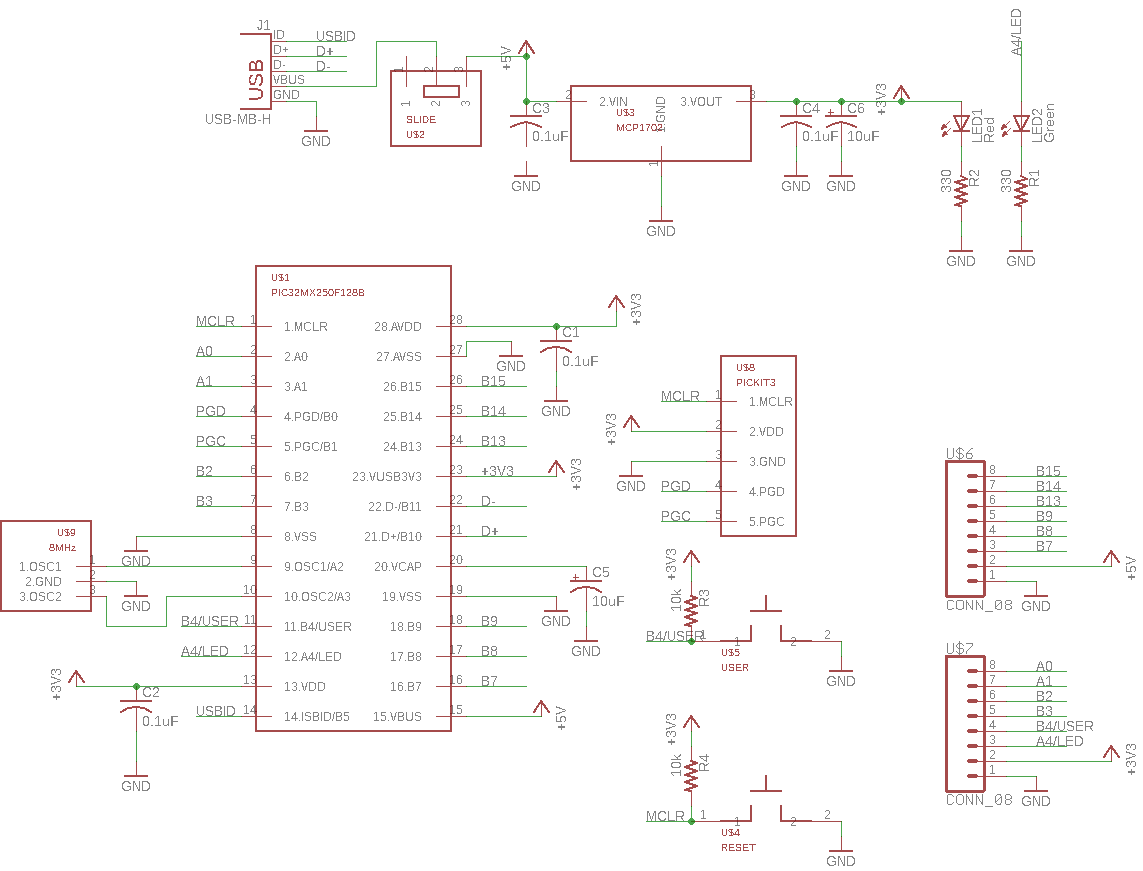 J1
ID
USBID
D+
D+
D-
D-
VBUS
GND
USB
USB-MB-H
GND
1
2
3
1
2
3
SLIDE
U$2
+5V
C3
0.1uF
GND
2
2.VIN
3.VOUT
3
U$3
MCP1702
1.GND
1
GND
C4
0.1uF
GND
C6
10uF
GND
+3V3
LED1
Red
330
R2
GND
A4/LED
LED2
Green
330
R1
GND
U$1
PIC32MX250F128B
MCLR 1 1.MCLR 28.AVDD 28
A0 2 2.A0 27.AVSS 27
A1 3 3.A1 26.B15 26 B15
PGD 4 4.PGD/B0 25.B14 25 B14
PGC 5 5.PGC/B1 24.B13 24 B13
B2 6 6.B2 23.VUSB3V3 23 +3V3
B3 7 7.B3 22.D-/B11 22 D-
8 8.VSS 21.D+/B10 21 D+
9 9.OSC1/A2 20.VCAP 20
10 10.OSC2/A3 19.VSS 19
B4/USER 11 11.B4/USER 18.B9 18 B9
A4/LED 12 12.A4/LED 17.B8 17 B8
13 13.VDD 16.B7 16 B7
USBID 14 14.ISBID/B5 15.VBUS 15
+3V3
C1
0.1uF
GND
GND
+3V3
C5
10uF
GND
GND
+5V
U$9
8MHz
1.OSC1 1
2.GND 2
3.OSC2 3
GND
GND
+3V3
C2
0.1uF
GND
U$8
PICKIT3
MCLR 1 1.MCLR
+3V3 2 2.VDD
3 3.GND
GND
PGD 4 4.PGD
PGC 5 5.PGC
+3V3
10k
R3
B4/USER 1
1
2
2
U$5
USER
GND
+3V3
10k
R4
MCLR 1
1
2
2
U$4
RESET
GND
U$6
8 B15
7 B14
6 B13
5 B9
4 B8
3 B7
2
1
+5V
CONN_08
GND
U$7
8 A0
7 A1
6 B2
5 B3
4 B4/USER
3 A4/LED
2
1
+3V3
CONN_08
GND